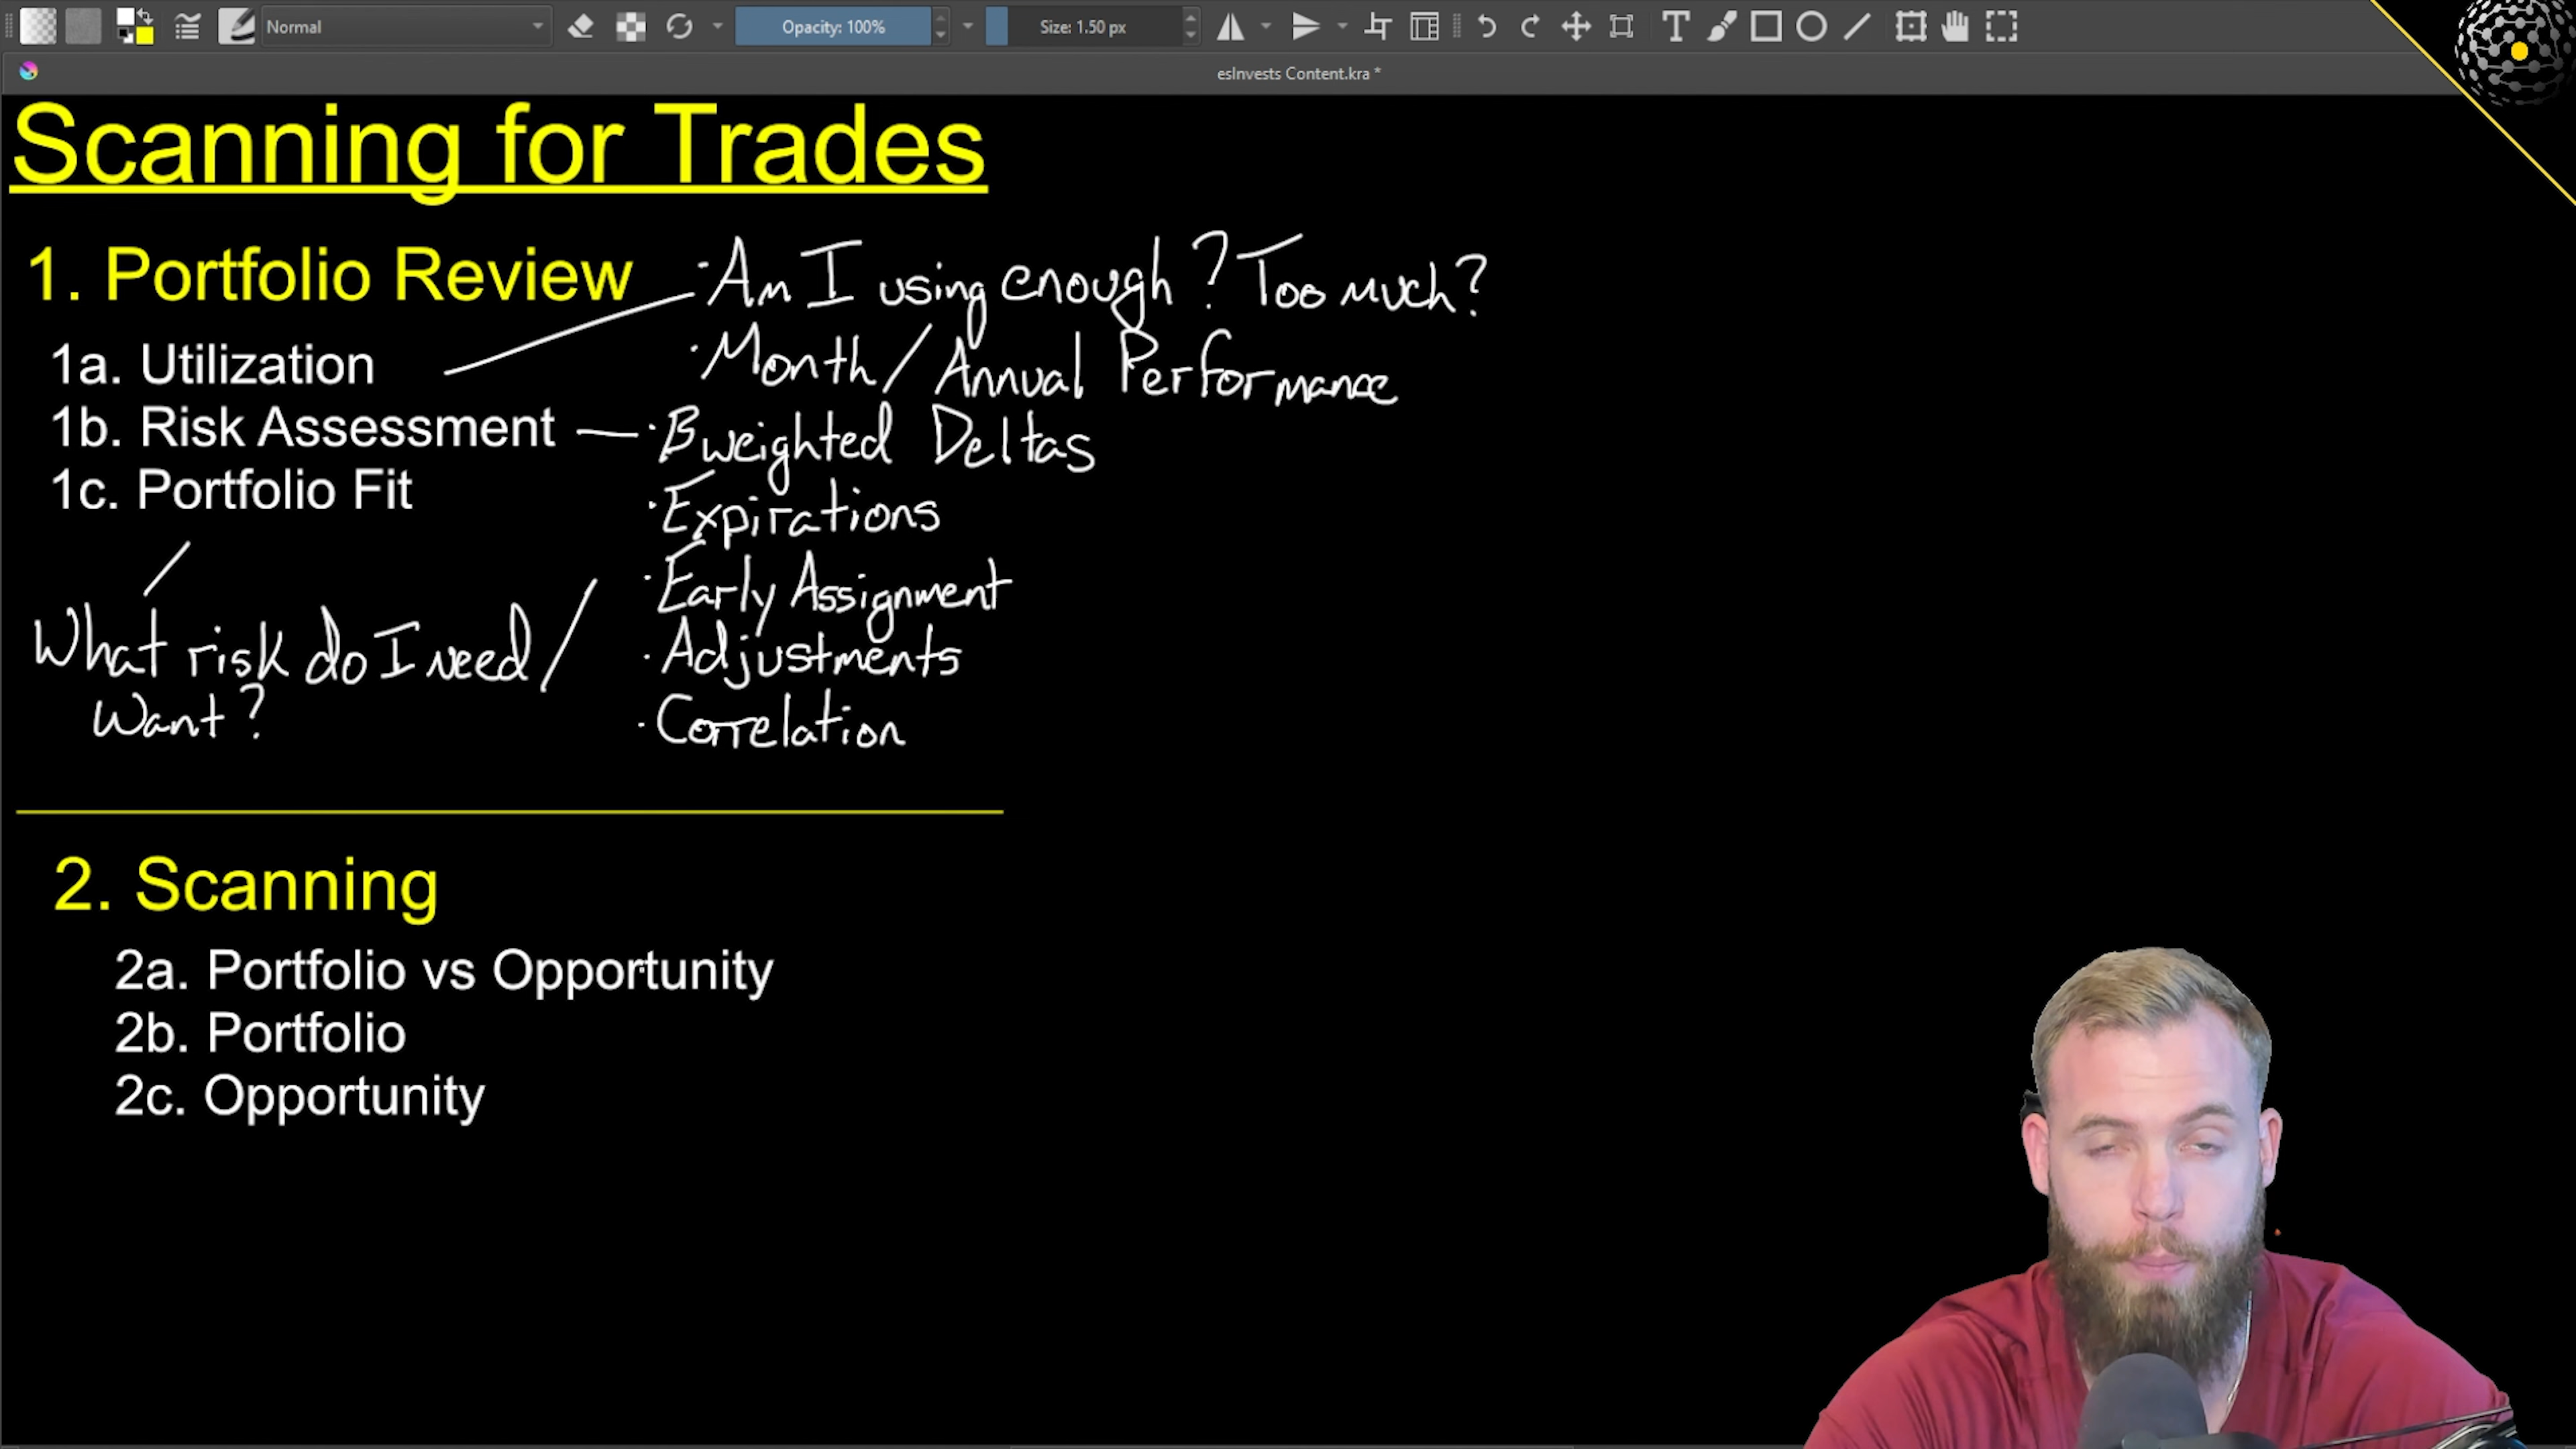 Normal
Opacity: 100%
Size: 1.50 px
esInvests Content.kra *
Scanning for Trades
1. Portfolio Review
· Am I using enough? Too much?
· Month/Annual Performance
1a. Utilization
1b. Risk Assessment
· B weighted Deltas
· Expirations
· Early Assignment
· Adjustments
· Correlation
1c. Portfolio Fit
What risk do I need/
Want?
2. Scanning
2a. Portfolio vs Opportunity
2b. Portfolio
2c. Opportunity